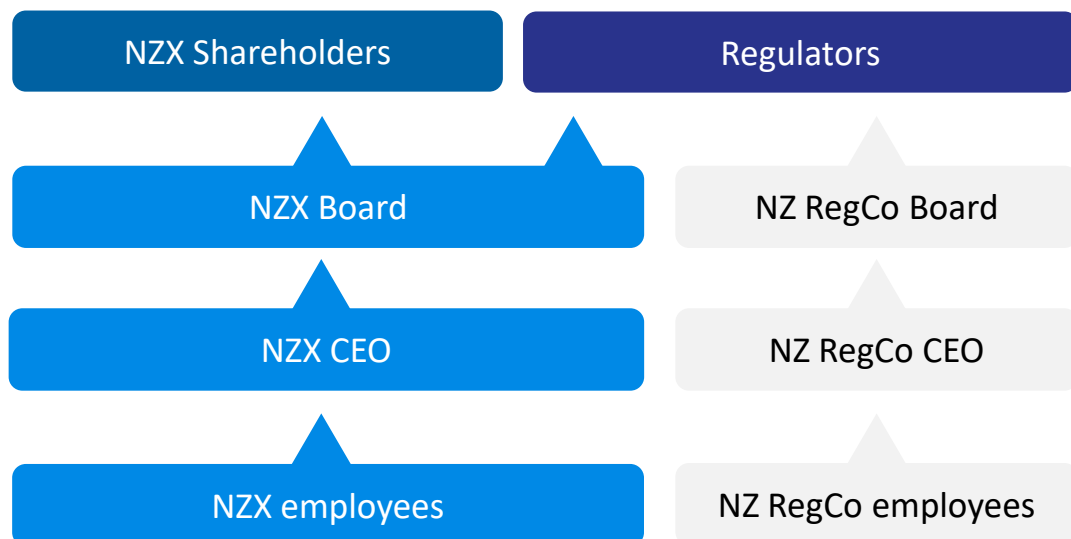 NZX Shareholders
Regulators
NZX Board
NZ RegCo Board
NZX CEO
NZ RegCo CEO
NZX employees
NZ RegCo employees